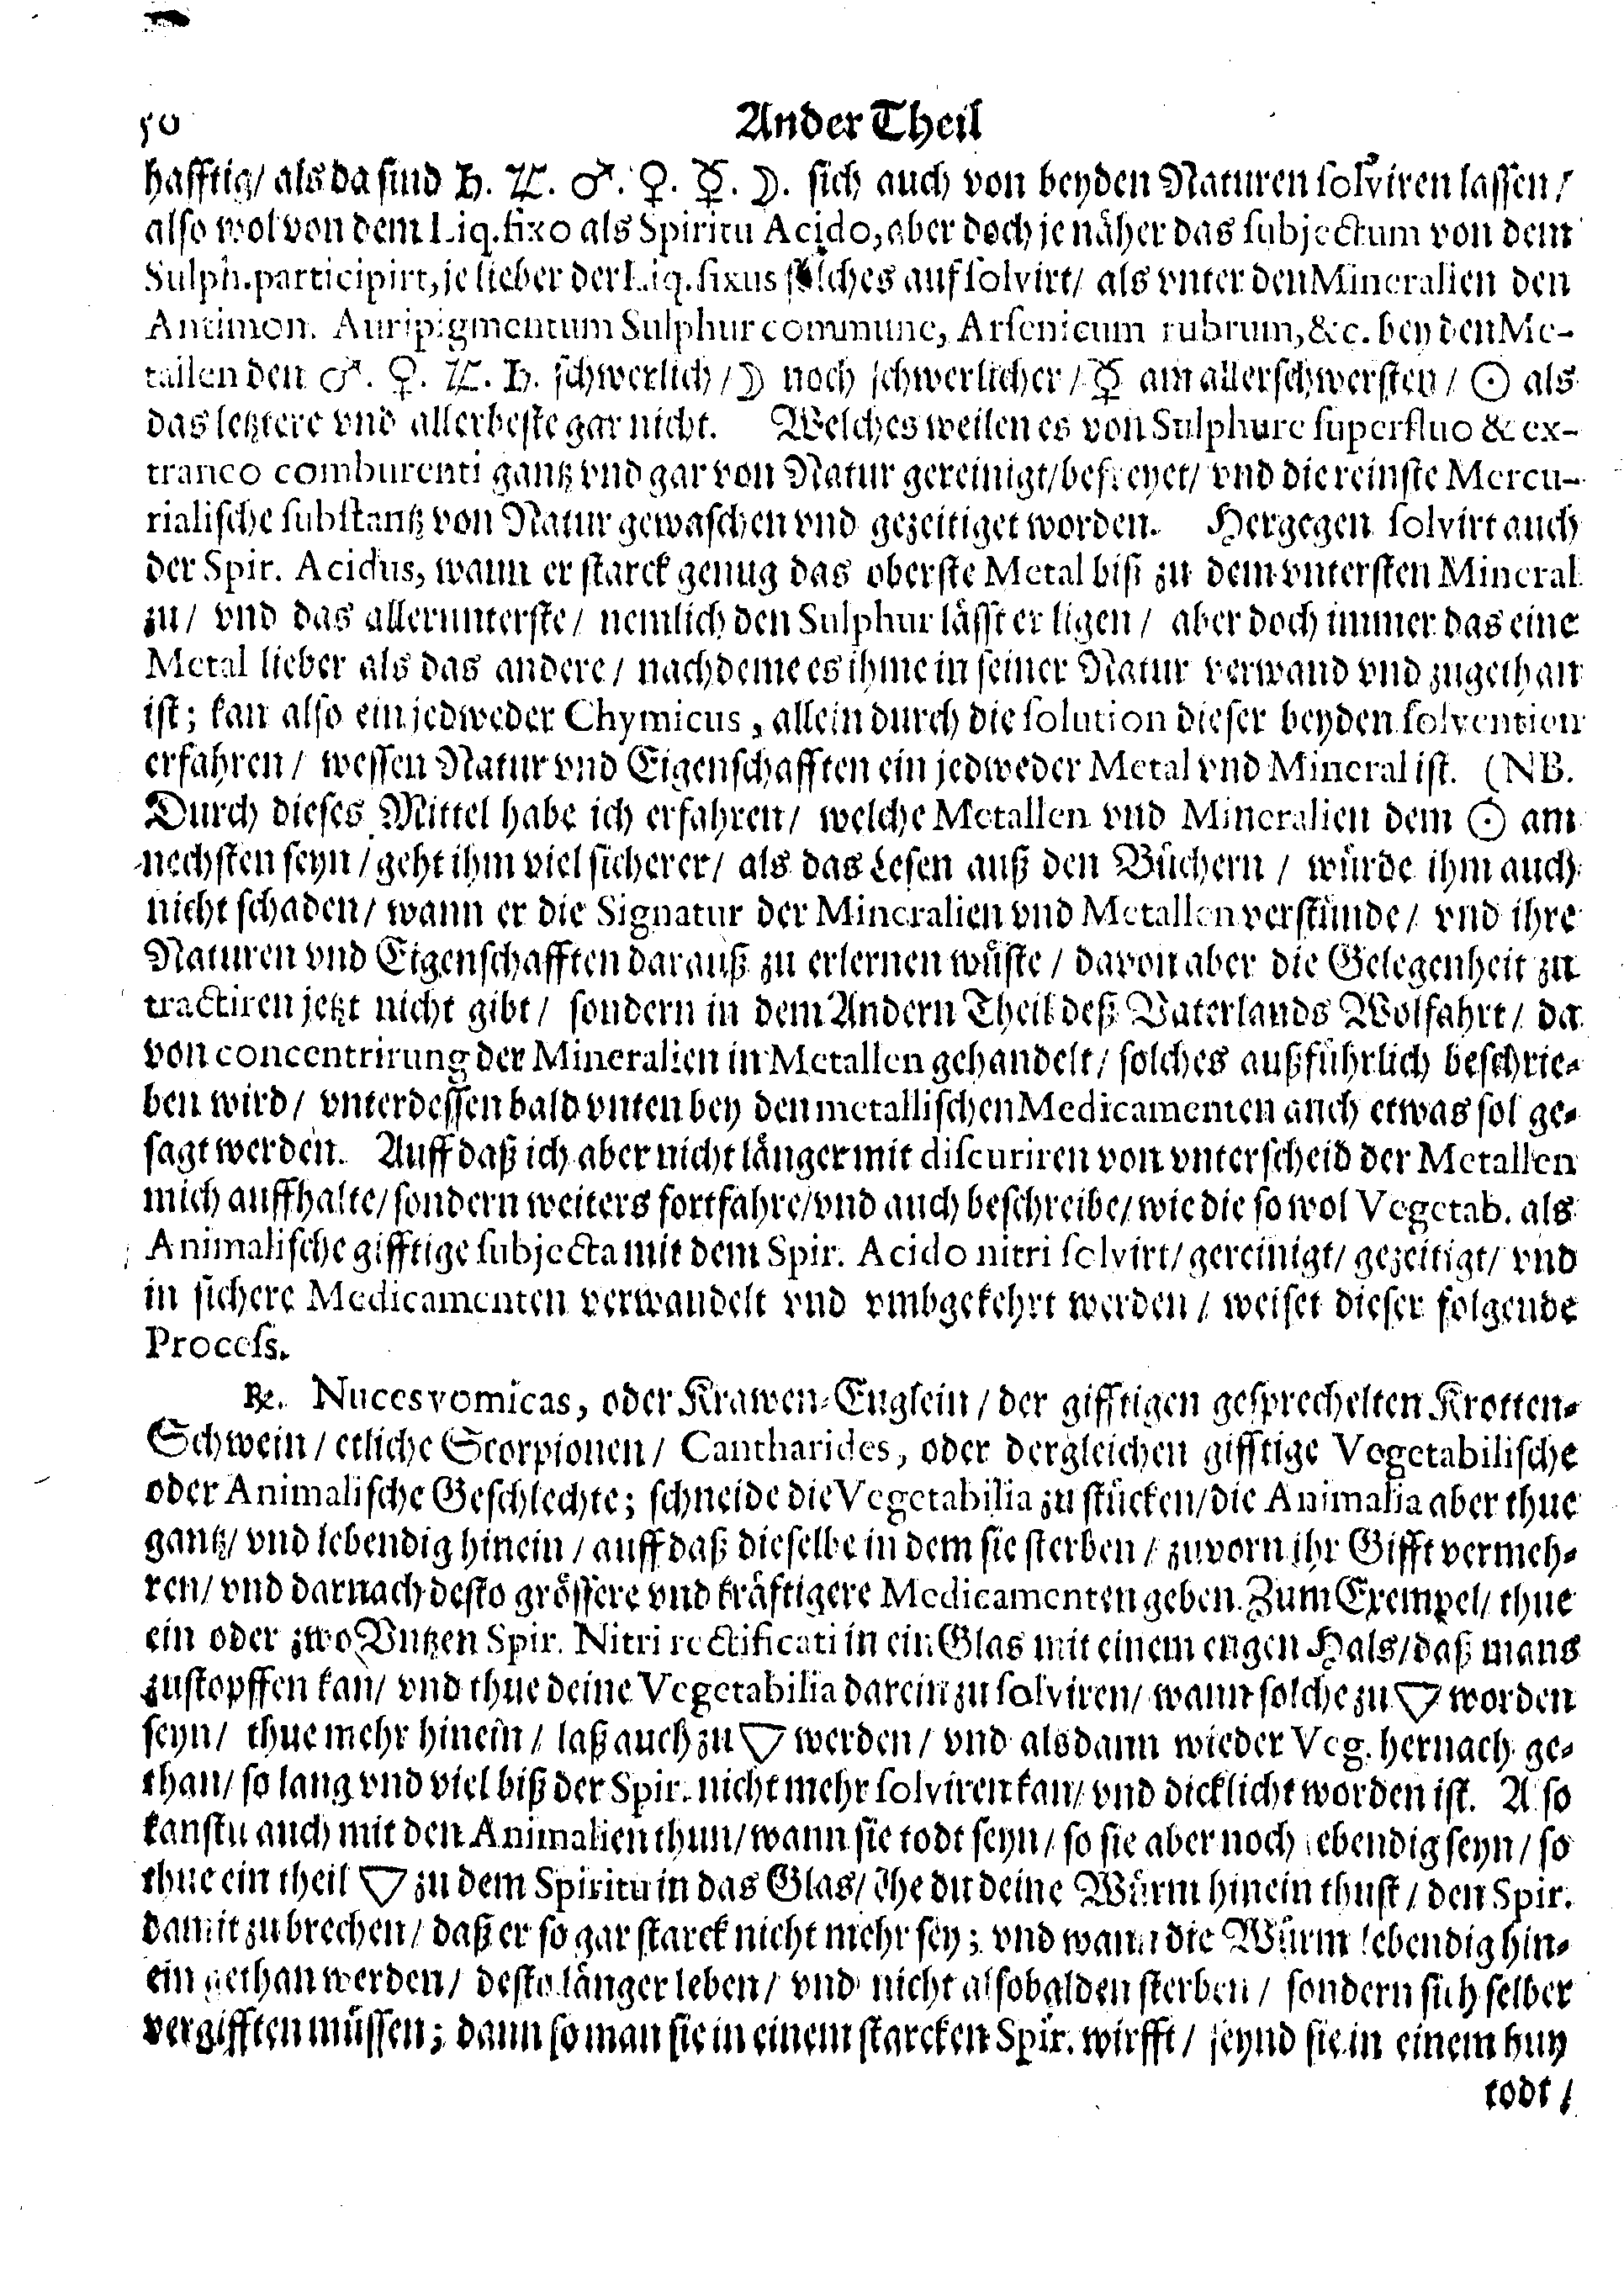 50 Ander Theil
hafftig/ als da sind ♄. ♃. ♂. ♀. ☿. ☽. sich auch von beyden Naturen solviren lassen/
also wol von dem Liq. fixo als Spiritu Acido, aber doch je näher das subjectum von dem
Sulph. participirt, je lieber der Liq. fixus solches auf solvirt/ als vnter den Mineralien den
Antimon. Auripigmentum Sulphur commune, Arsenicum rubrum, &c. bey den Me-
tallen den ♂. ♀. ♃. ♄. schwerlich/ ☽ noch schwerlicher/ ☿ am allerschwersten/ ☉ als
das letztere vnd allerbeste gar nicht. Welches weilen es von Sulphure superfluo & ex-
traneo comburenti gantz vnd gar von Natur gereinigt/ befreyet/ vnd die reinste Mercu-
rialische substantz von Natur gewaschen vnd gezeitiget worden. Hergegen solvirt auch
der Spir. Acidus, wann er starck genug das oberste Metal biß zu dem vntersten Mineral
zu/ vnd das allerunterste/ nemlich den Sulphur lässt er ligen/ aber doch immer das eine
Metal lieber als das andere/ nachdeme es ihme in seiner Natur verwand vnd zugethan
ist; kan also ein jedweder Chymicus, allein durch die solution dieser beyden solventien
erfahren/ wessen Natur vnd Eigenschafften ein jedweder Metal vnd Mineral ist. (NB.
Durch dieses Mittel habe ich erfahren/ welche Metallen vnd Mineralien dem ☉ am
nechsten seyn/ geht ihm viel sicherer/ als das Lesen auß den Büchern/ würde ihm auch
nicht schaden/ wann er die Signatur der Mineralien vnd Metallen verstünde/ vnd ihre
Naturen vnd Eigenschafften darauß zu erlernen wüste/ davon aber die Gelegenheit zu
tractiren jetzt nicht gibt/ sondern in dem Andern Theil deß Vaterlands Wolfahrt/ da
von concentrirung der Mineralien in Metallen gehandelt/ solches außführlich beschrie-
ben wird/ vnterdessen bald vnten bey den metallischen Medicamenten auch etwas sol ge-
sagt werden. Auff daß ich aber nicht länger mit discuriren von vnterscheid der Metallen
mich auffhalte/ sondern weiters fortfahre/ vnd auch beschreibe/ wie die so wol Vegetab. als
Animalische gifftige subjecta mit dem Spir. Acido nitri solvirt/ gereinigt/ gezeitigt/ vnd
in sichere Medicamenten verwandelt vnd vmbgekehrt werden/ weiset dieser folgende
Process.
℞. Nuces vomicas, oder Krawen-Euglein/ der gifftigen gesprechelten Krotten-
Schwein/ etliche Scorpionen/ Cantharides, oder dergleichen gifftige Vegetabilische
oder Animalische Geschlechte; schneide die Vegetabilia zu stücken/ die Animalia aber thue
gantz/ vnd lebendig hinein/ auff daß dieselbe in dem sie sterben/ zuvorn ihr Gifft vermeh-
ren/ vnd darnach desto grössere vnd kräftigere Medicamenten geben. Zum Exempel/ thue
ein oder zwo Vntzen Spir. Nitri rectificati in ein Glas mit einem engen Hals/ daß mans
zustopffen kan/ vnd thue deine Vegetabilia darein zu solviren/ wann solche zu ▽ worden
seyn/ thue mehr hinein/ laß auch zu ▽ werden/ vnd alsdann wieder Veg. hernach ge-
than/ so lang vnd viel biß der Spir. nicht mehr solviren kan/ vnd dicklicht worden ist. Also
kanstu auch mit den Animalien thun/ wann sie todt seyn/ so sie aber noch lebendig seyn/ so
thue ein theil ▽ zu dem Spiritu in das Glas/ Ehe du deine Würm hinein thust/ den Spir.
damit zu brechen/ daß er so gar starck nicht mehr sey; vnd wann die Würm lebendig hin-
ein gethan werden/ desto länger leben/ vnd nicht alsobalden sterben/ sondern sich selber
vergifften müssen; dann so man sie in einem starcken Spir. wirfft/ seynd sie in einem huy
todt/